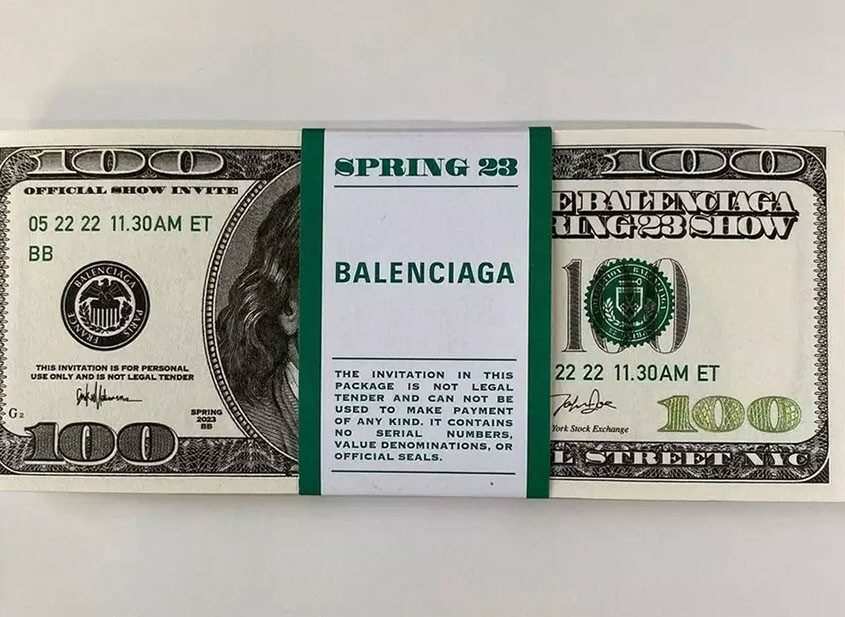 100
OFFICIAL SHOW INVITE
05 22 22 11.30AM ET
BB
BALENCIAGA
PARIS
FRANCE
THIS INVITATION IS FOR PERSONAL
USE ONLY AND IS NOT LEGAL TENDER
G2
SPRING
2023
BB
100
SPRING 23
BALENCIAGA
THE INVITATION IN THIS
PACKAGE IS NOT LEGAL
TENDER AND CAN NOT BE
USED TO MAKE PAYMENT
OF ANY KIND. IT CONTAINS
NO SERIAL NUMBERS,
VALUE DENOMINATIONS, OR
OFFICIAL SEALS.
100
E BALENCIAGA
RING 23 SHOW
100
22 22 11.30AM ET
John Doe
York Stock Exchange
100
L STREET NYC